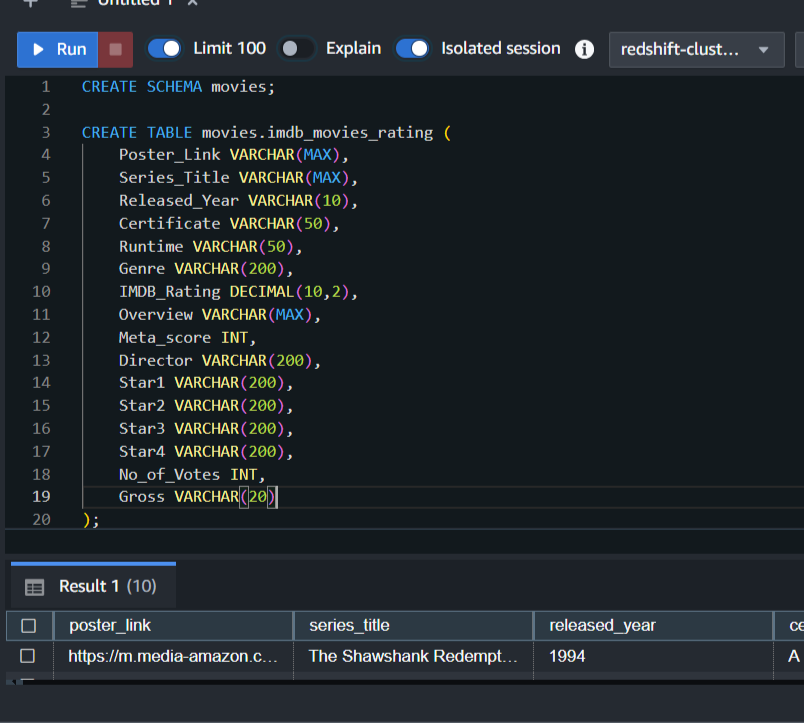 Untitled 1
Run Limit 100 Explain Isolated session redshift-clust...
1 CREATE SCHEMA movies;
2
3 CREATE TABLE movies.imdb_movies_rating (
4 Poster_Link VARCHAR(MAX),
5 Series_Title VARCHAR(MAX),
6 Released_Year VARCHAR(10),
7 Certificate VARCHAR(50),
8 Runtime VARCHAR(50),
9 Genre VARCHAR(200),
10 IMDB_Rating DECIMAL(10,2),
11 Overview VARCHAR(MAX),
12 Meta_score INT,
13 Director VARCHAR(200),
14 Star1 VARCHAR(200),
15 Star2 VARCHAR(200),
16 Star3 VARCHAR(200),
17 Star4 VARCHAR(200),
18 No_of_Votes INT,
19 Gross VARCHAR(20)
20 );
Result 1 (10)
poster_link series_title released_year ce
https://m.media-amazon.c... The Shawshank Redempt... 1994 A